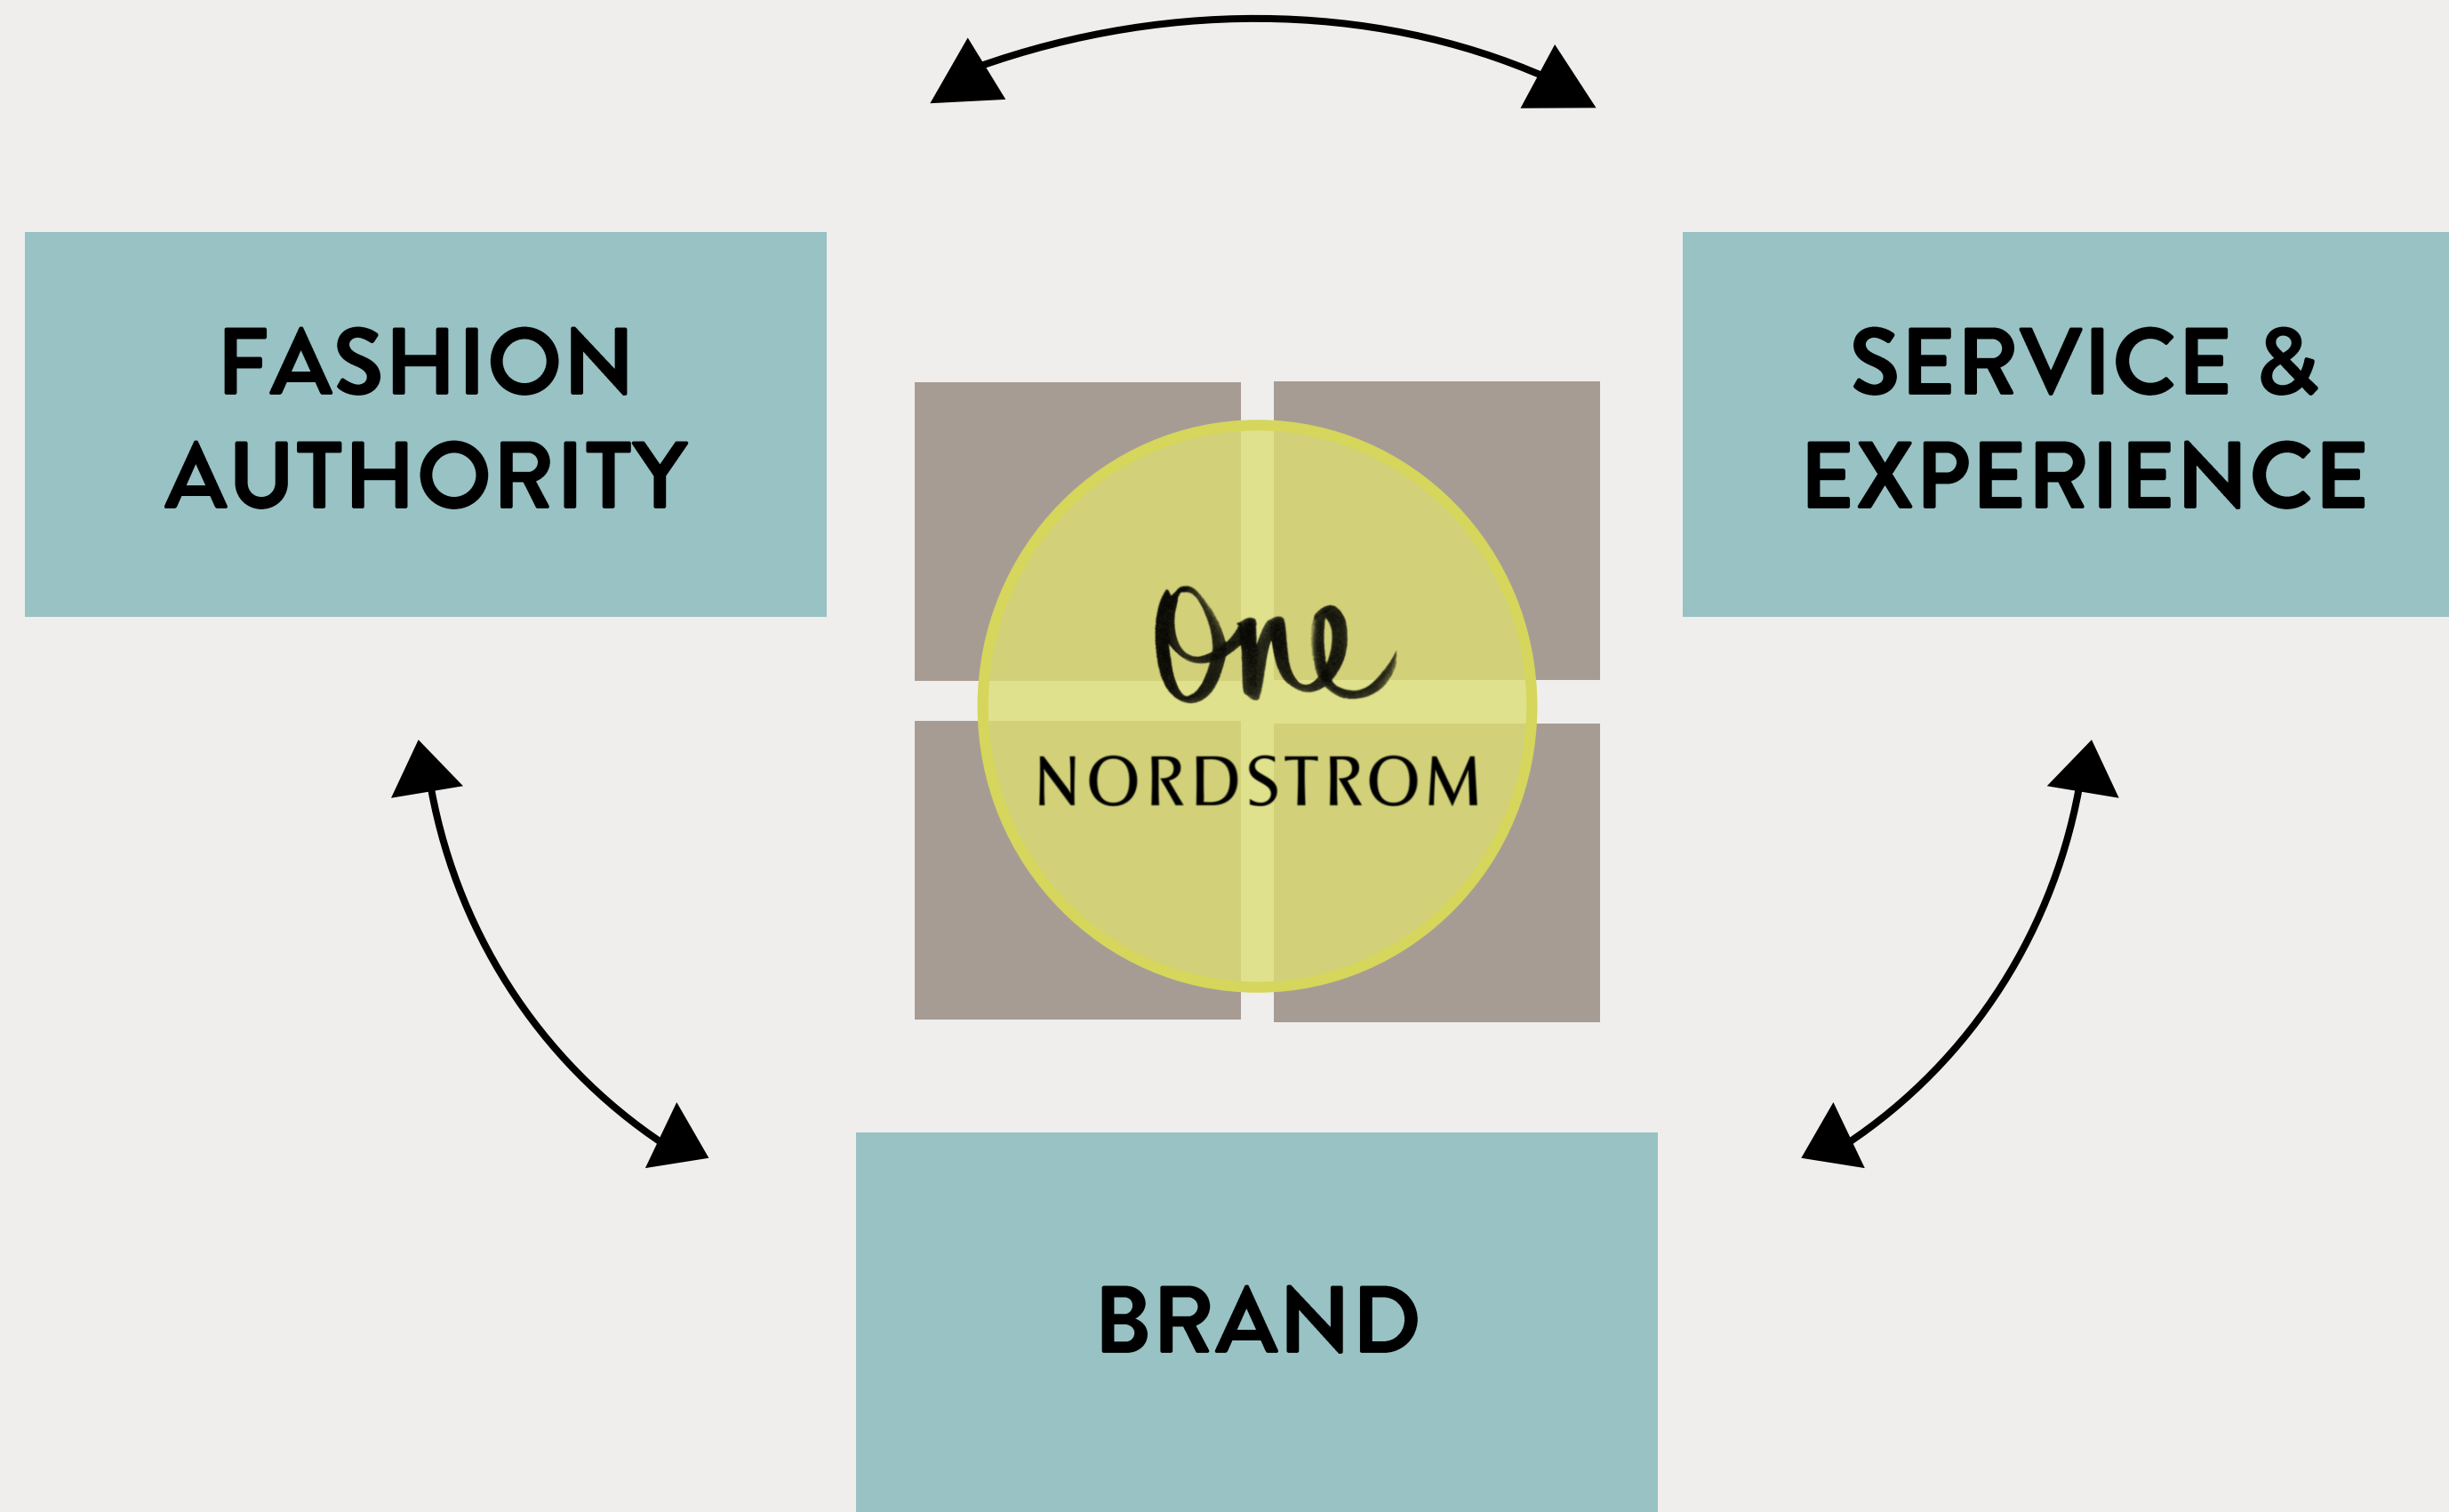 FASHION
AUTHORITY
SERVICE &
EXPERIENCE
One
NORDSTROM
BRAND